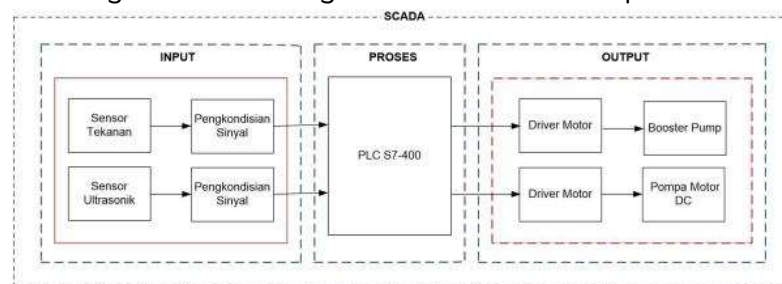 SCADA
INPUT
PROSES
OUTPUT
Sensor
Tekanan
Pengkondisian
Sinyal
Sensor
Ultrasonik
Pengkondisian
Sinyal
PLC S7-400
Driver Motor
Booster Pump
Driver Motor
Pompa Motor
DC